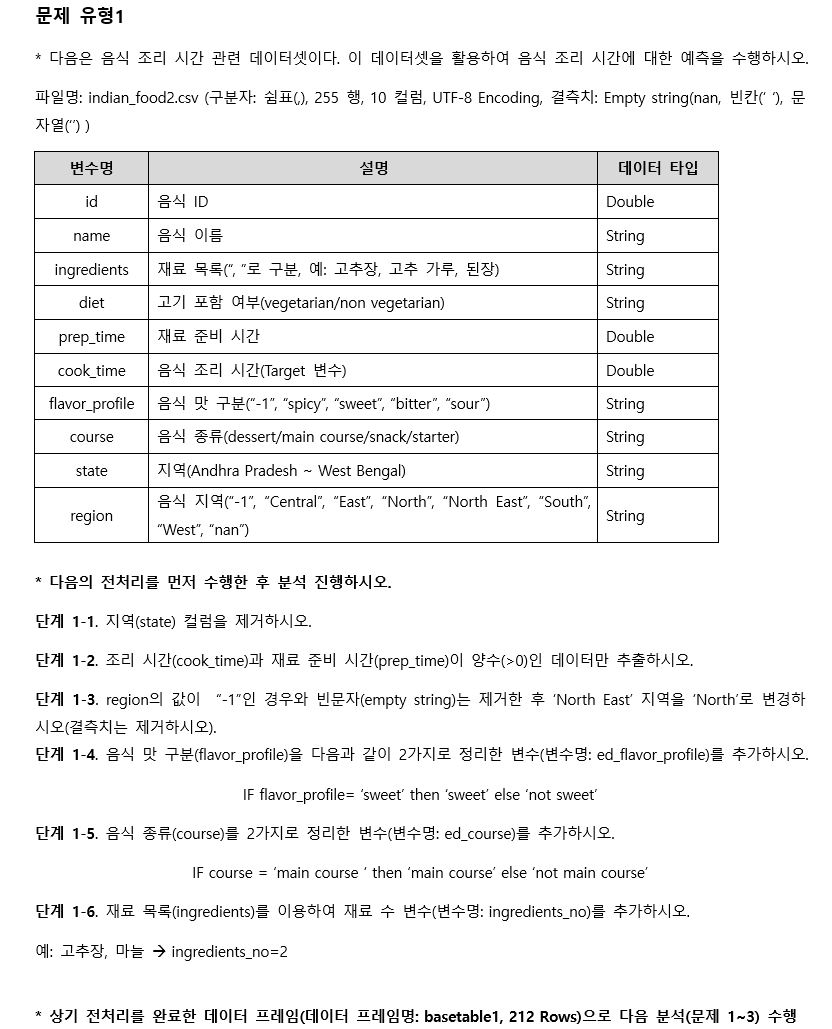 문제 유형1
* 다음은 음식 조리 시간 관련 데이터셋이다. 이 데이터셋을 활용하여 음식 조리 시간에 대한 예측을 수행하시오.
파일명: indian_food2.csv (구분자: 쉼표(,), 255 행, 10 컬럼, UTF-8 Encoding, 결측치: Empty string(nan, 빈칸(‘ ’), 문
자열(‘’) )
변수명 설명 데이터 타입
id 음식 ID Double
name 음식 이름 String
ingredients 재료 목록(“, ”로 구분, 예: 고추장, 고추 가루, 된장) String
diet 고기 포함 여부(vegetarian/non vegetarian) String
prep_time 재료 준비 시간 Double
cook_time 음식 조리 시간(Target 변수) Double
flavor_profile 음식 맛 구분(“-1”, “spicy”, “sweet”, “bitter”, “sour”) String
course 음식 종류(dessert/main course/snack/starter) String
state 지역(Andhra Pradesh ~ West Bengal) String
region 음식 지역(“-1”, “Central”, “East”, “North”, “North East”, “South”, String
“West”, “nan”)
* 다음의 전처리를 먼저 수행한 후 분석 진행하시오.
단계 1-1. 지역(state) 컬럼을 제거하시오.
단계 1-2. 조리 시간(cook_time)과 재료 준비 시간(prep_time)이 양수(>0)인 데이터만 추출하시오.
단계 1-3. region의 값이 “-1”인 경우와 빈문자(empty string)는 제거한 후 ‘North East’ 지역을 ‘North’로 변경하
시오(결측치는 제거하시오).
단계 1-4. 음식 맛 구분(flavor_profile)을 다음과 같이 2가지로 정리한 변수(변수명: ed_flavor_profile)를 추가하시오.
IF flavor_profile= ‘sweet’ then ‘sweet’ else ‘not sweet’
단계 1-5. 음식 종류(course)를 2가지로 정리한 변수(변수명: ed_course)를 추가하시오.
IF course = ‘main course ’ then ‘main course’ else ‘not main course’
단계 1-6. 재료 목록(ingredients)를 이용하여 재료 수 변수(변수명: ingredients_no)를 추가하시오.
예: 고추장, 마늘 → ingredients_no=2
* 상기 전처리를 완료한 데이터 프레임(데이터 프레임명: basetable1, 212 Rows)으로 다음 분석(문제 1~3) 수행